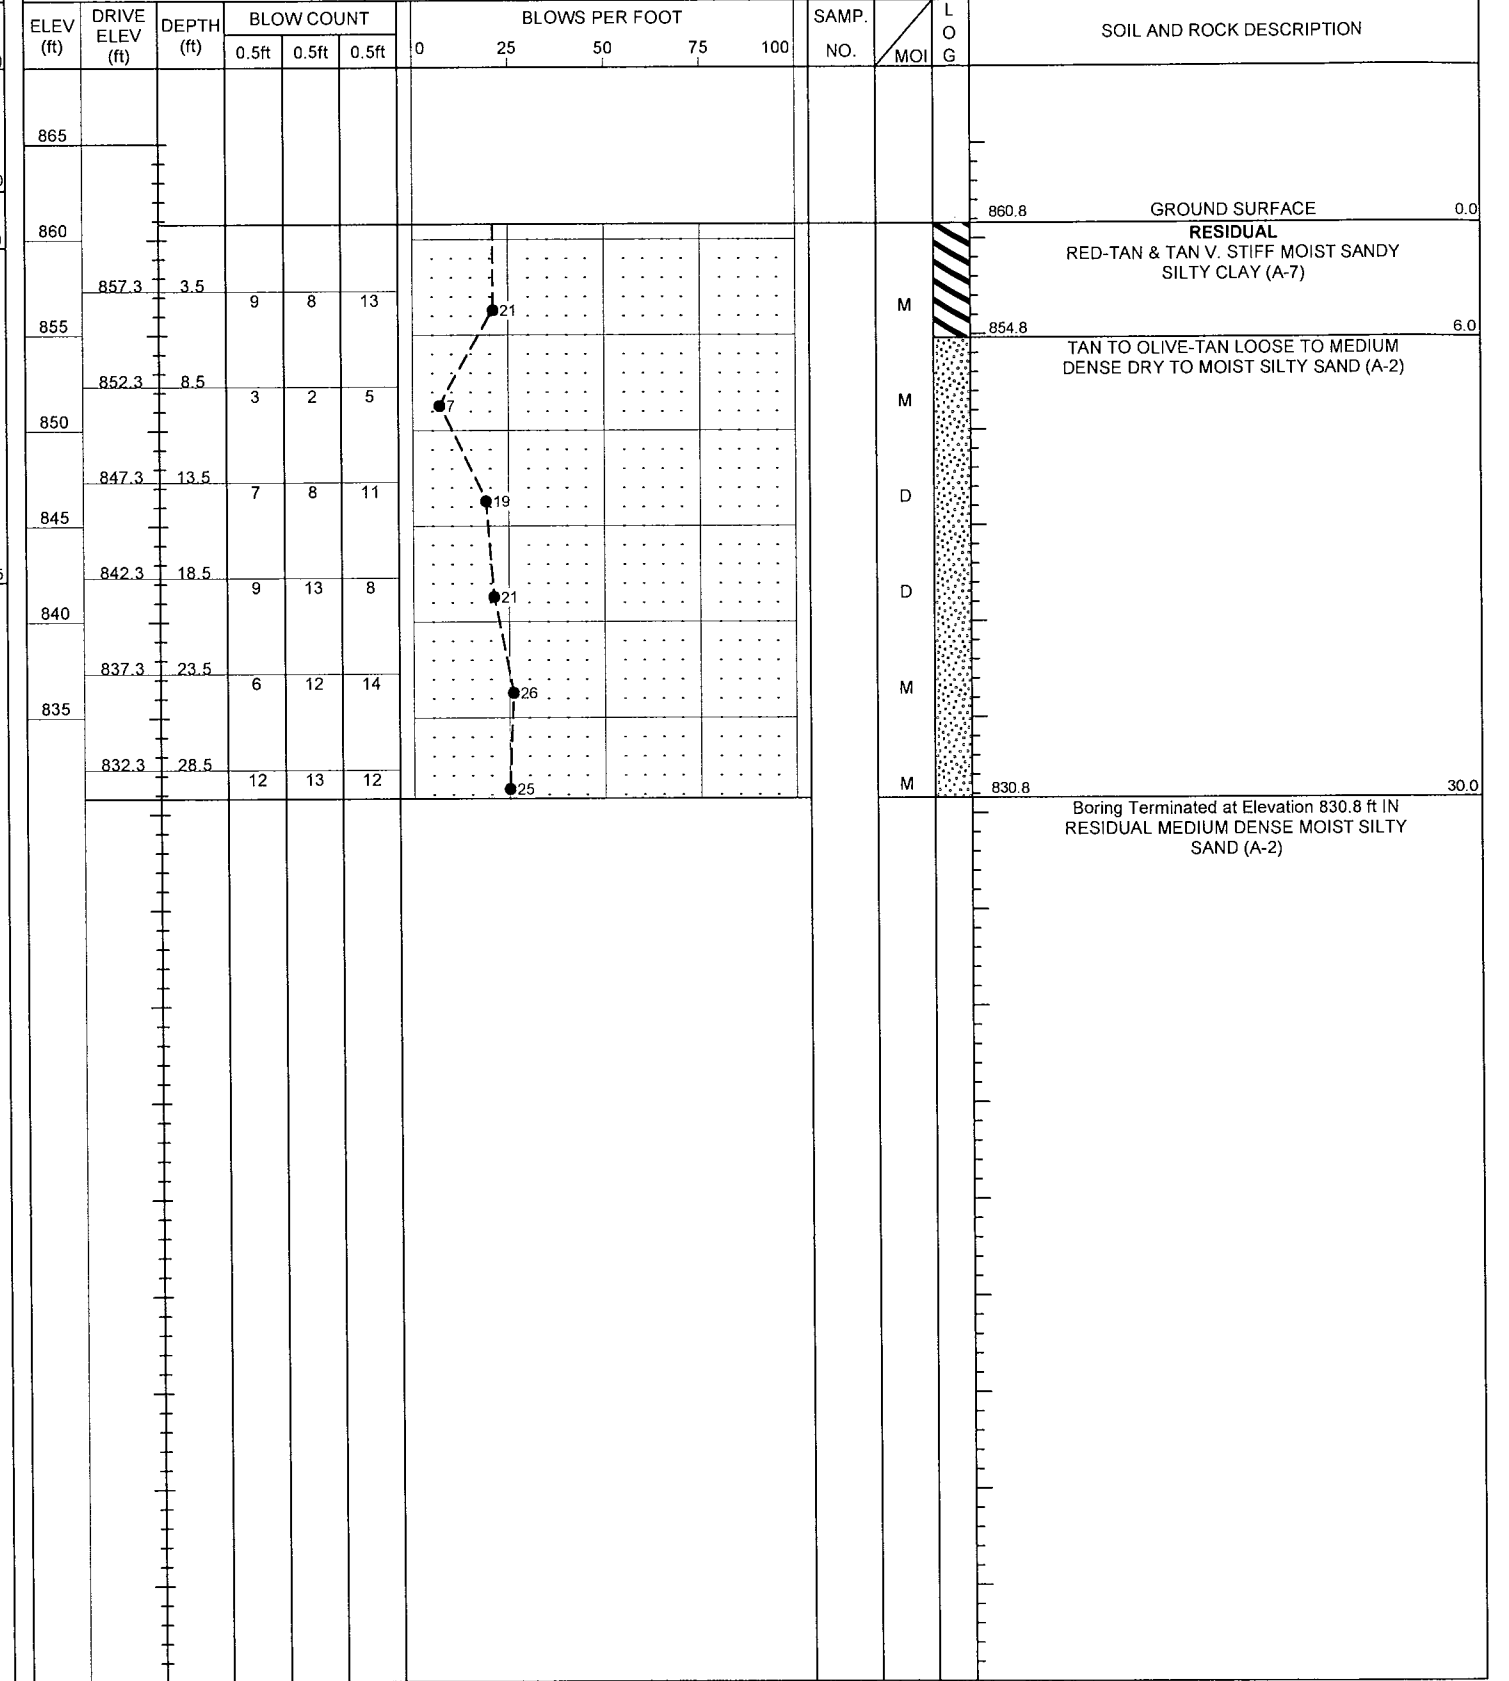 ELEV (ft) DRIVE ELEV (ft) DEPTH (ft) BLOW COUNT BLOWS PER FOOT SAMP. NO. MOI L O G SOIL AND ROCK DESCRIPTION
0.5ft 0.5ft 0.5ft 0 25 50 75 100
865
860.8 GROUND SURFACE 0.0
860 RESIDUAL
RED-TAN & TAN V. STIFF MOIST SANDY
SILTY CLAY (A-7)
857.3 3.5
9 8 13 21 M
855 854.8 6.0
TAN TO OLIVE-TAN LOOSE TO MEDIUM
DENSE DRY TO MOIST SILTY SAND (A-2)
852.3 8.5
3 2 5 7 M
850
847.3 13.5
7 8 11 19 D
845
842.3 18.5
9 13 8 21 D
840
837.3 23.5
6 12 14 26 M
835
832.3 28.5
12 13 12 25 M
830.8 30.0
Boring Terminated at Elevation 830.8 ft IN
RESIDUAL MEDIUM DENSE MOIST SILTY
SAND (A-2)